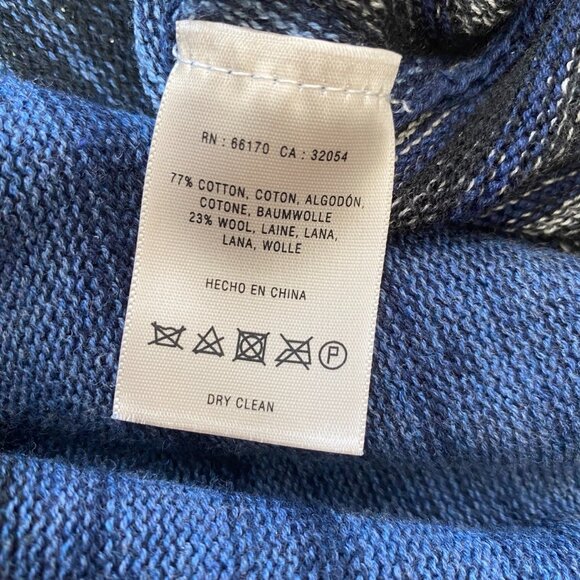 RN : 66170 CA : 32054
77% COTTON, COTON, ALGODÓN,
COTONE, BAUMWOLLE
23% WOOL, LAINE, LANA,
LANA, WOLLE
HECHO EN CHINA
P
DRY CLEAN